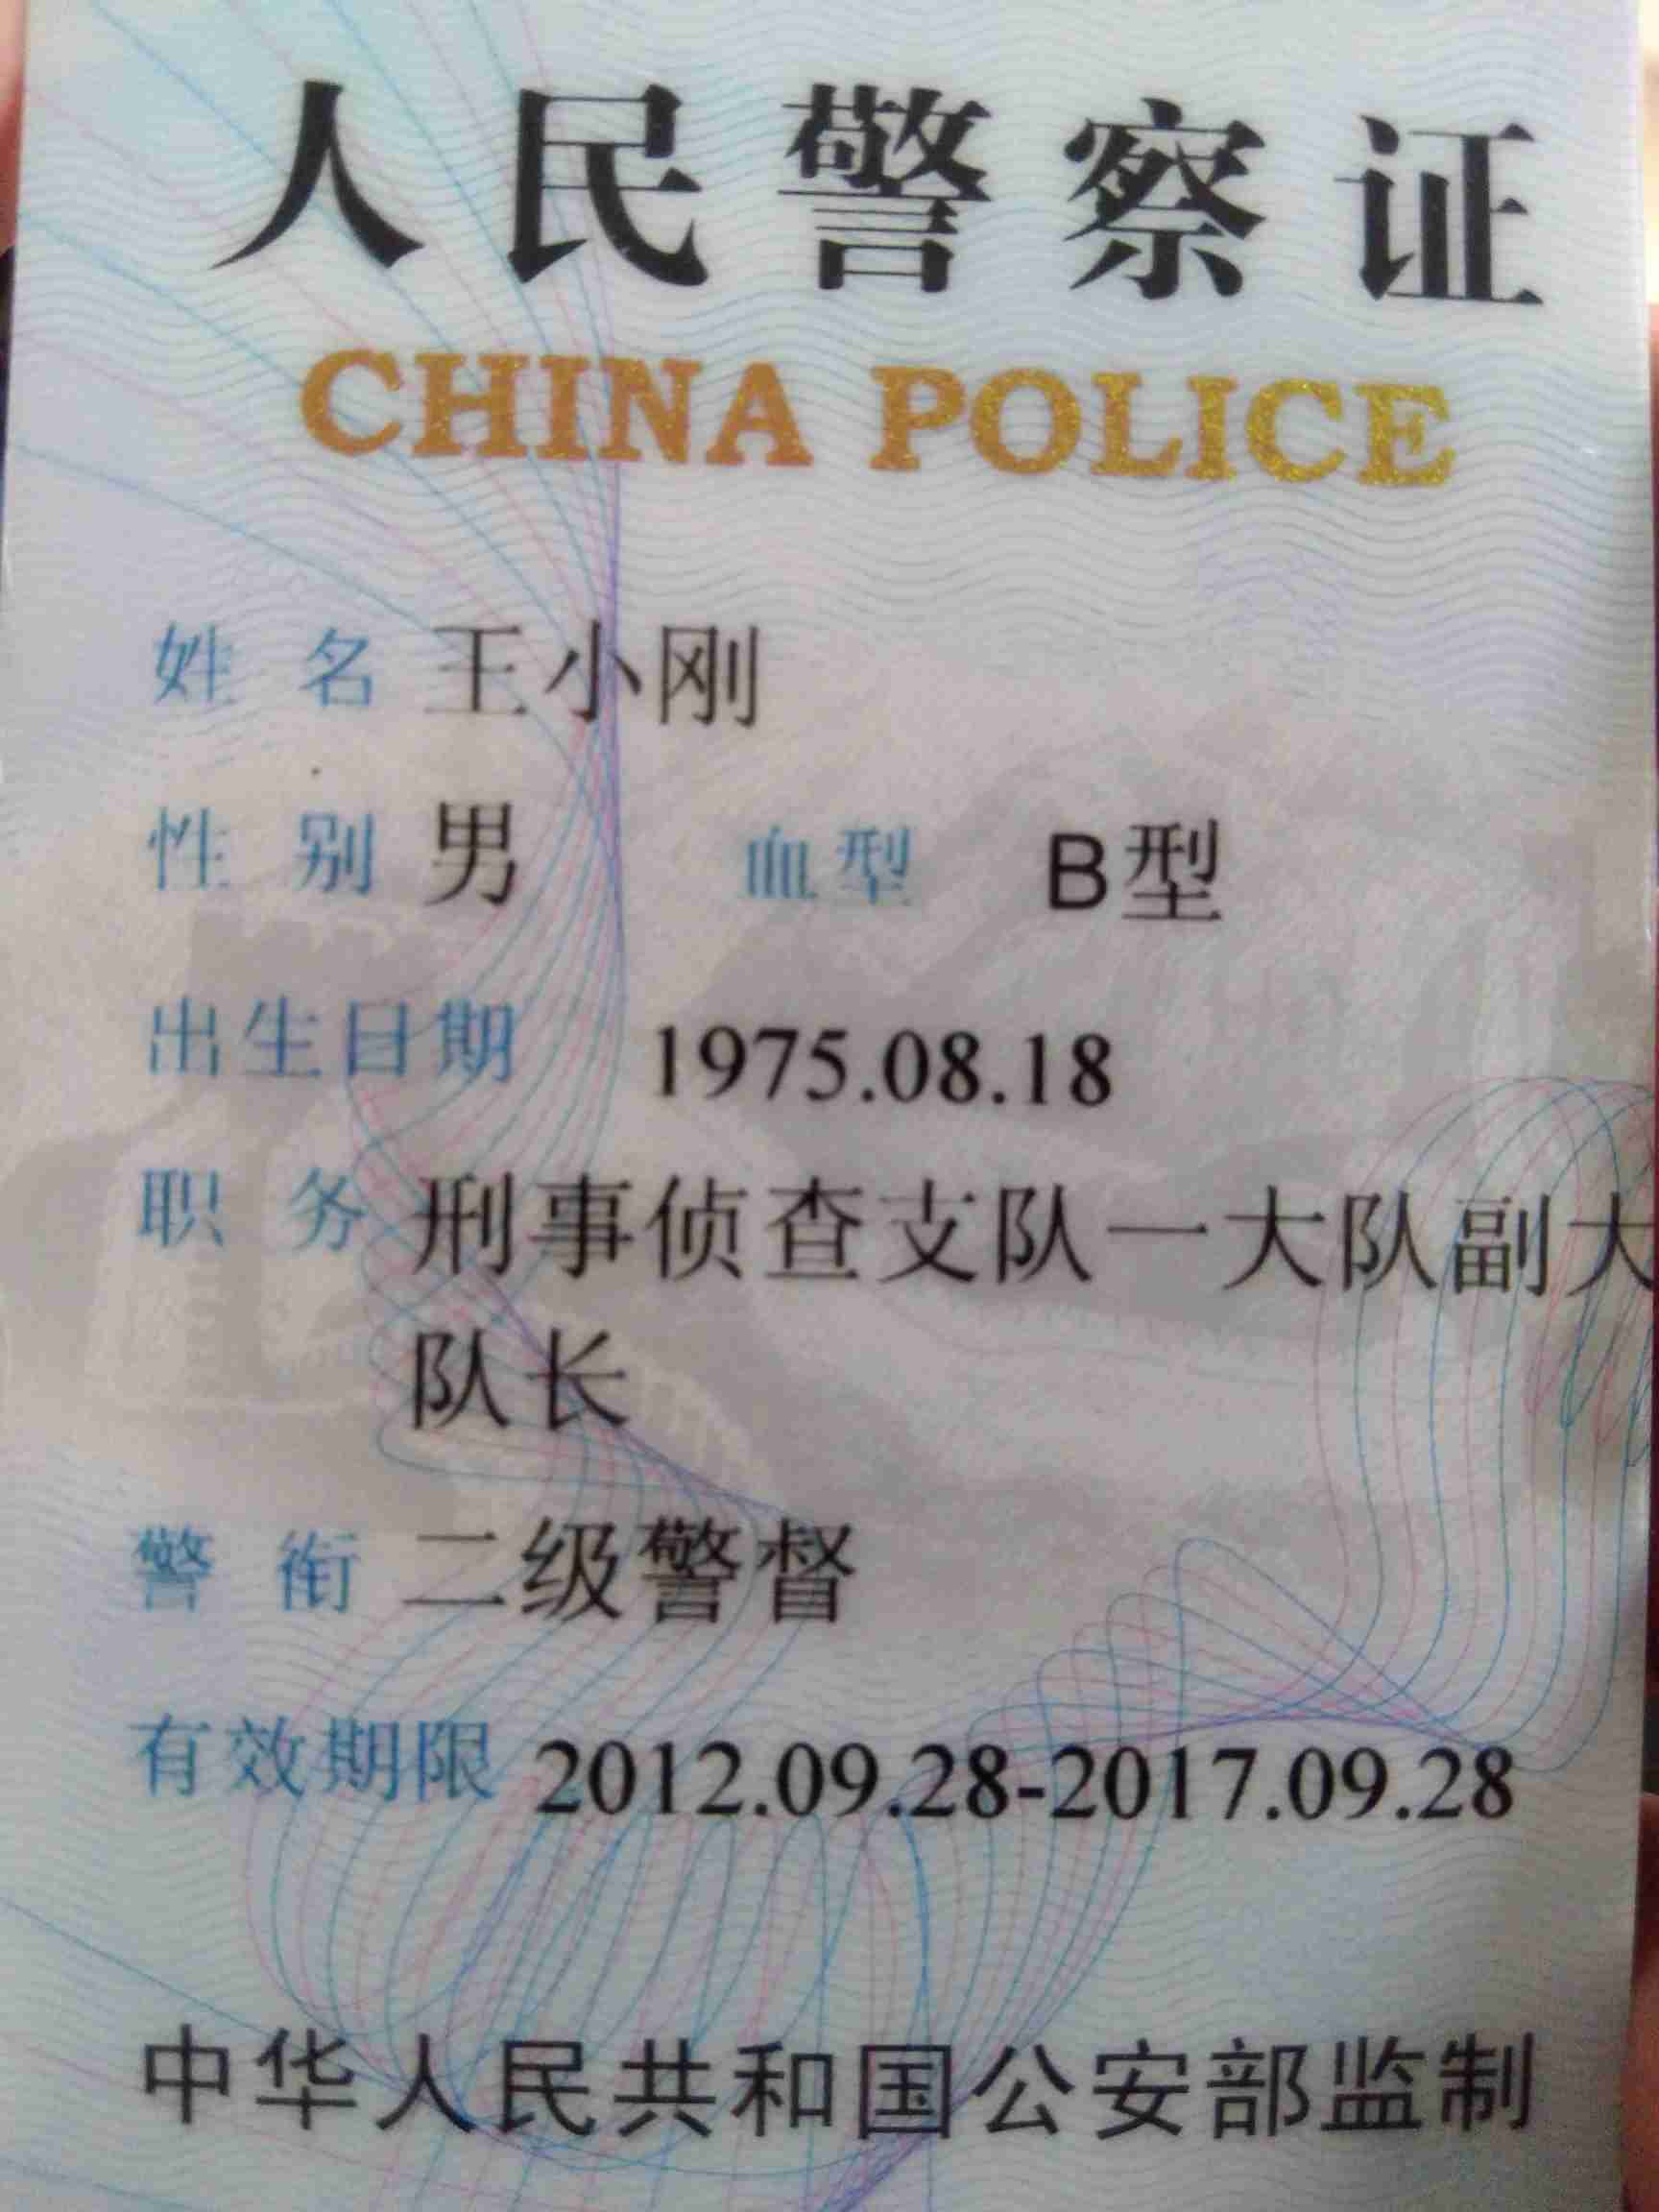 人民警察证
CHINA POLICE
姓 名 王小刚
性 别 男 血型 B型
出生日期 1975.08.18
职 务 刑事侦查支队一大队副大
队长
警 衔 二级警督
有效期限 2012.09.28-2017.09.28
中华人民共和国公安部监制